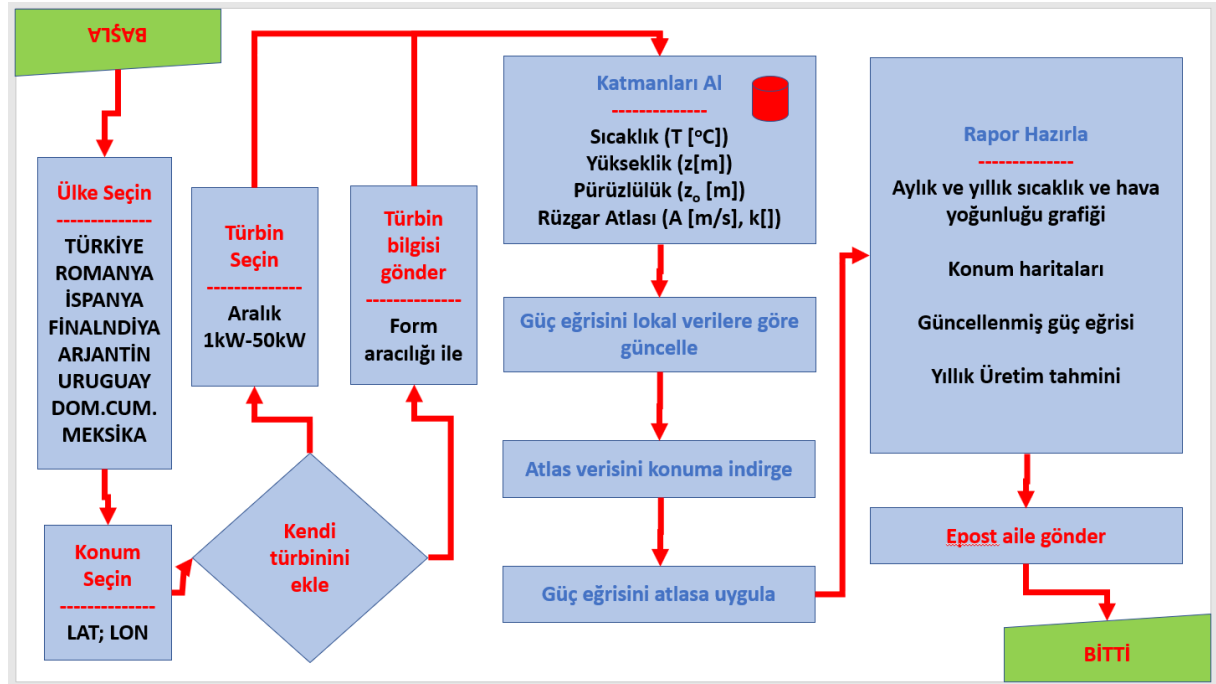 BAŞLA
Ülke Seçin
--------------
TÜRKİYE
ROMANYA
İSPANYA
FİNALNDİYA
ARJANTİN
URUGUAY
DOM.CUM.
MEKSİKA
Konum
Seçin
--------------
LAT; LON
Kendi
türbinini
ekle
Türbin
Seçin
--------------
Aralık
1kW-50kW
Türbin
bilgisi
gönder
--------------
Form
aracılığı ile
Katmanları Al
--------------
Sıcaklık (T [°C])
Yükseklik (z[m])
Pürüzlülük (zₒ [m])
Rüzgar Atlası (A [m/s], k[])
Güç eğrisini lokal verilere göre
güncelle
Atlas verisini konuma indirge
Güç eğrisini atlasa uygula
Rapor Hazırla
--------------
Aylık ve yıllık sıcaklık ve hava
yoğunluğu grafiği
Konum haritaları
Güncellenmiş güç eğrisi
Yıllık Üretim tahmini
Epost aile gönder
BİTTİ